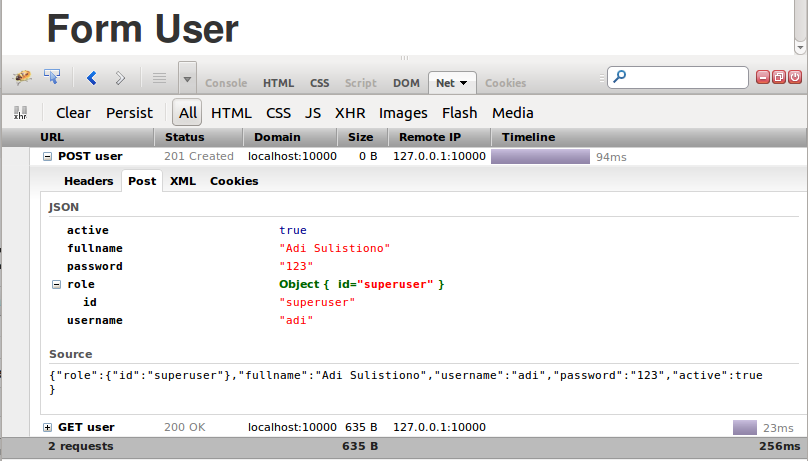 Form User
Console HTML CSS Script DOM Net Cookies
xhr Clear Persist All HTML CSS JS XHR Images Flash Media
URL Status Domain Size Remote IP Timeline
POST user 201 Created localhost:10000 0 B 127.0.0.1:10000 94ms
Headers Post XML Cookies
JSON
active true
fullname "Adi Sulistiono"
password "123"
role Object { id="superuser" }
id "superuser"
username "adi"
Source
{"role":{"id":"superuser"},"fullname":"Adi Sulistiono","username":"adi","password":"123","active":true
}
GET user 200 OK localhost:10000 635 B 127.0.0.1:10000 23ms
2 requests 635 B 256ms